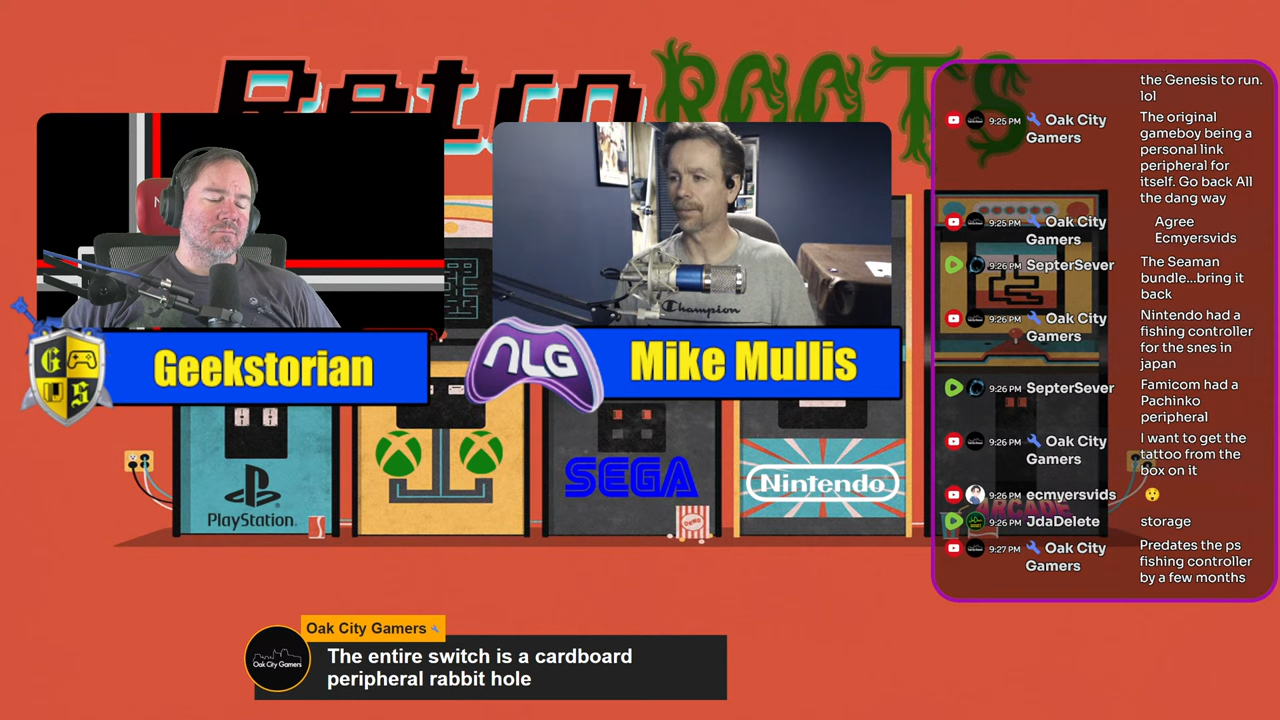 Retro ROOTS
the Genesis to run.
lol
9:25 PM Oak City
Gamers
The original
gameboy being a
personal link
peripheral for
itself. Go back All
the dang way
9:25 PM Oak City
Gamers
Agree
Ecmyersvids
9:26 PM SepterSever
The Seaman
bundle...bring it
back
9:26 PM Oak City
Gamers
Nintendo had a
fishing controller
for the snes in
japan
9:26 PM SepterSever
Famicom had a
Pachinko
peripheral
9:26 PM Oak City
Gamers
I want to get the
tattoo from the
box on it
9:26 PM ecmyersvids
9:26 PM JdaDelete
storage
9:27 PM Oak City
Gamers
Predates the ps
fishing controller
by a few months
Champion
G
U S
Geekstorian
NLG
Mike Mullis
PlayStation
SEGA
Nintendo
DEMO
ARCADE
Oak City Gamers
Oak City Gamers
The entire switch is a cardboard
peripheral rabbit hole